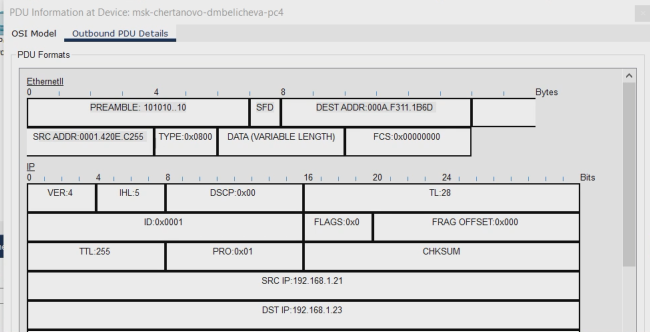 PDU Information at Device: msk-chertanovo-dmbelicheva-pc4
OSI Model Outbound PDU Details
PDU Formats
EthernetII
0 4 8 Bytes
PREAMBLE: 101010..10 SFD DEST ADDR:000A.F311.1B6D
SRC ADDR:0001.420E.C255 TYPE:0x0800 DATA (VARIABLE LENGTH) FCS:0x00000000
IP
0 4 8 16 20 24 Bits
VER:4 IHL:5 DSCP:0x00 TL:28
ID:0x0001 FLAGS:0x0 FRAG OFFSET:0x000
TTL:255 PRO:0x01 CHKSUM
SRC IP:192.168.1.21
DST IP:192.168.1.23